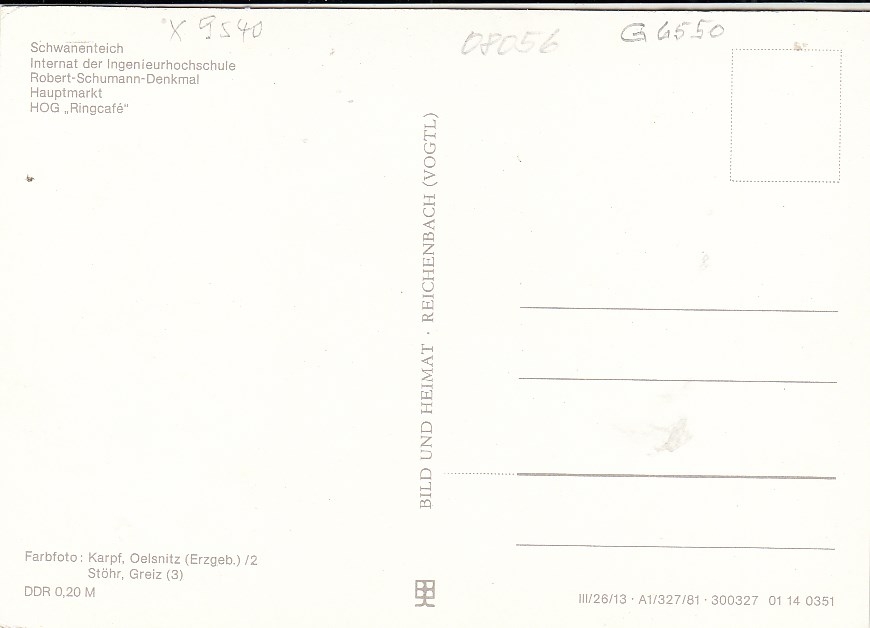 X 9540
08056
G 6550
Schwanenteich
Internat der Ingenieurhochschule
Robert-Schumann-Denkmal
Hauptmarkt
HOG „Ringcafé“
BILD UND HEIMAT · REICHENBACH (VOGTL)
Farbfoto: Karpf, Oelsnitz (Erzgeb.) /2
Stöhr, Greiz (3)
DDR 0,20 M
III/26/13 · A1/327/81 · 300327 01 14 0351